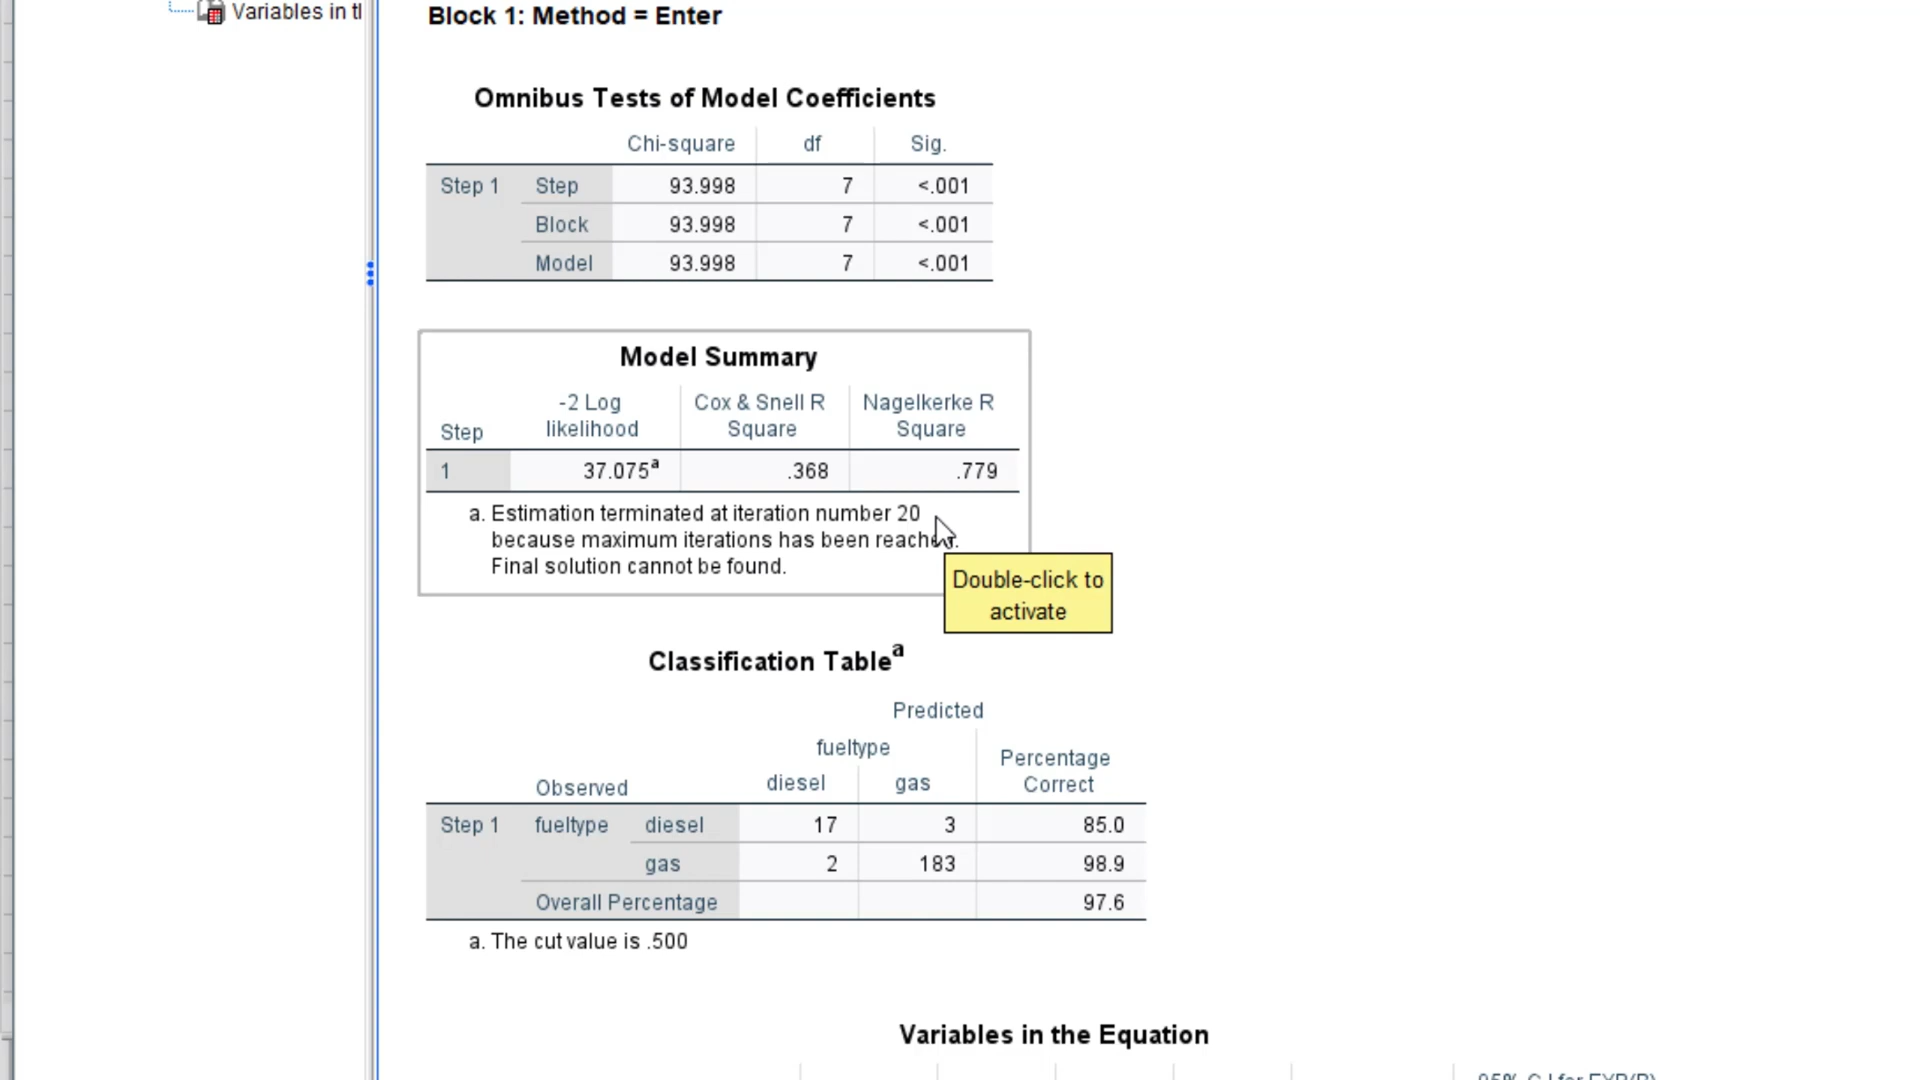 Variables in tl
Block 1: Method = Enter
Omnibus Tests of Model Coefficients
Chi-square df Sig.
Step 1 Step 93.998 7 <.001
Block 93.998 7 <.001
Model 93.998 7 <.001
Model Summary
Step -2 Log likelihood Cox & Snell R Square Nagelkerke R Square
1 37.075a .368 .779
a. Estimation terminated at iteration number 20
because maximum iterations has been reached.
Final solution cannot be found.
Double-click to
activate
Classification Tablea
Predicted
fueltype Percentage Correct
Observed diesel gas
Step 1 fueltype diesel 17 3 85.0
gas 2 183 98.9
Overall Percentage 97.6
a. The cut value is .500
Variables in the Equation
95% C.I.for EXP(B)